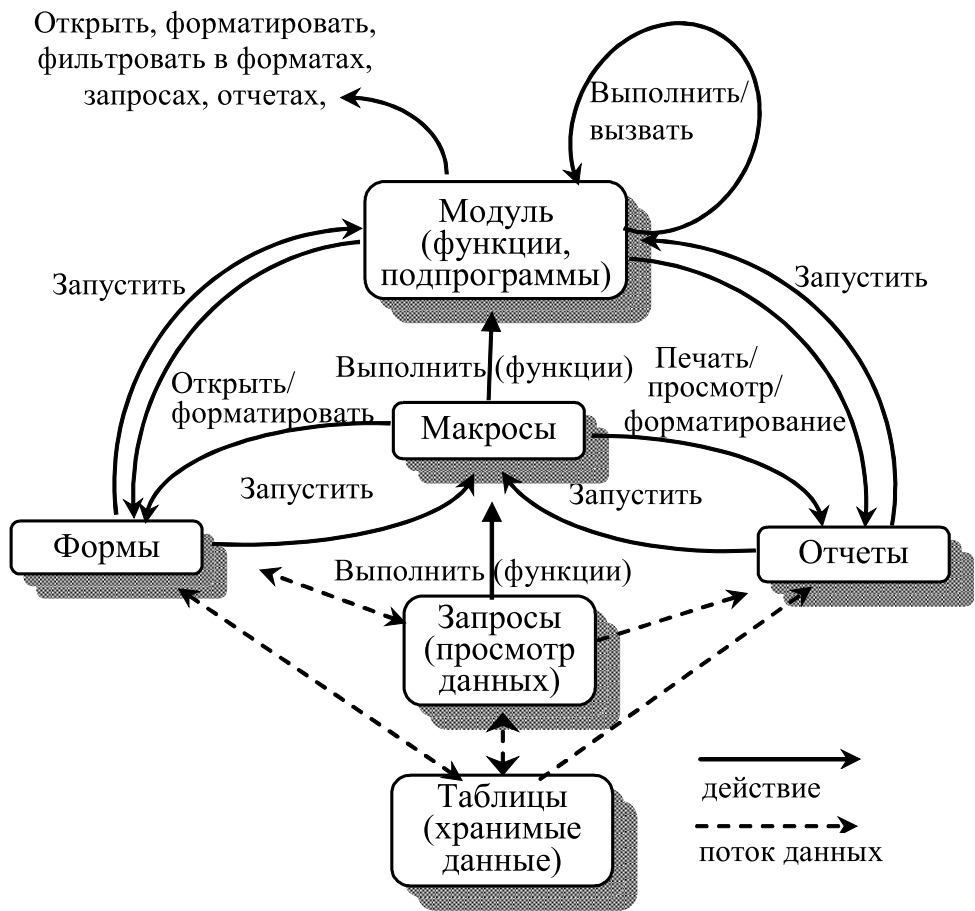 Открыть, форматировать,
фильтровать в форматах,
запросах, отчетах,
Выполнить/
вызвать
Модуль
(функции,
подпрограммы)
Запустить
Запустить
Выполнить (функции)
Печать/
просмотр/
форматирование
Открыть/
форматировать
Макросы
Запустить
Запустить
Формы
Отчеты
Выполнить (функции)
Запросы
(просмотр
данных)
Таблицы
(хранимые
данные)
действие
поток данных